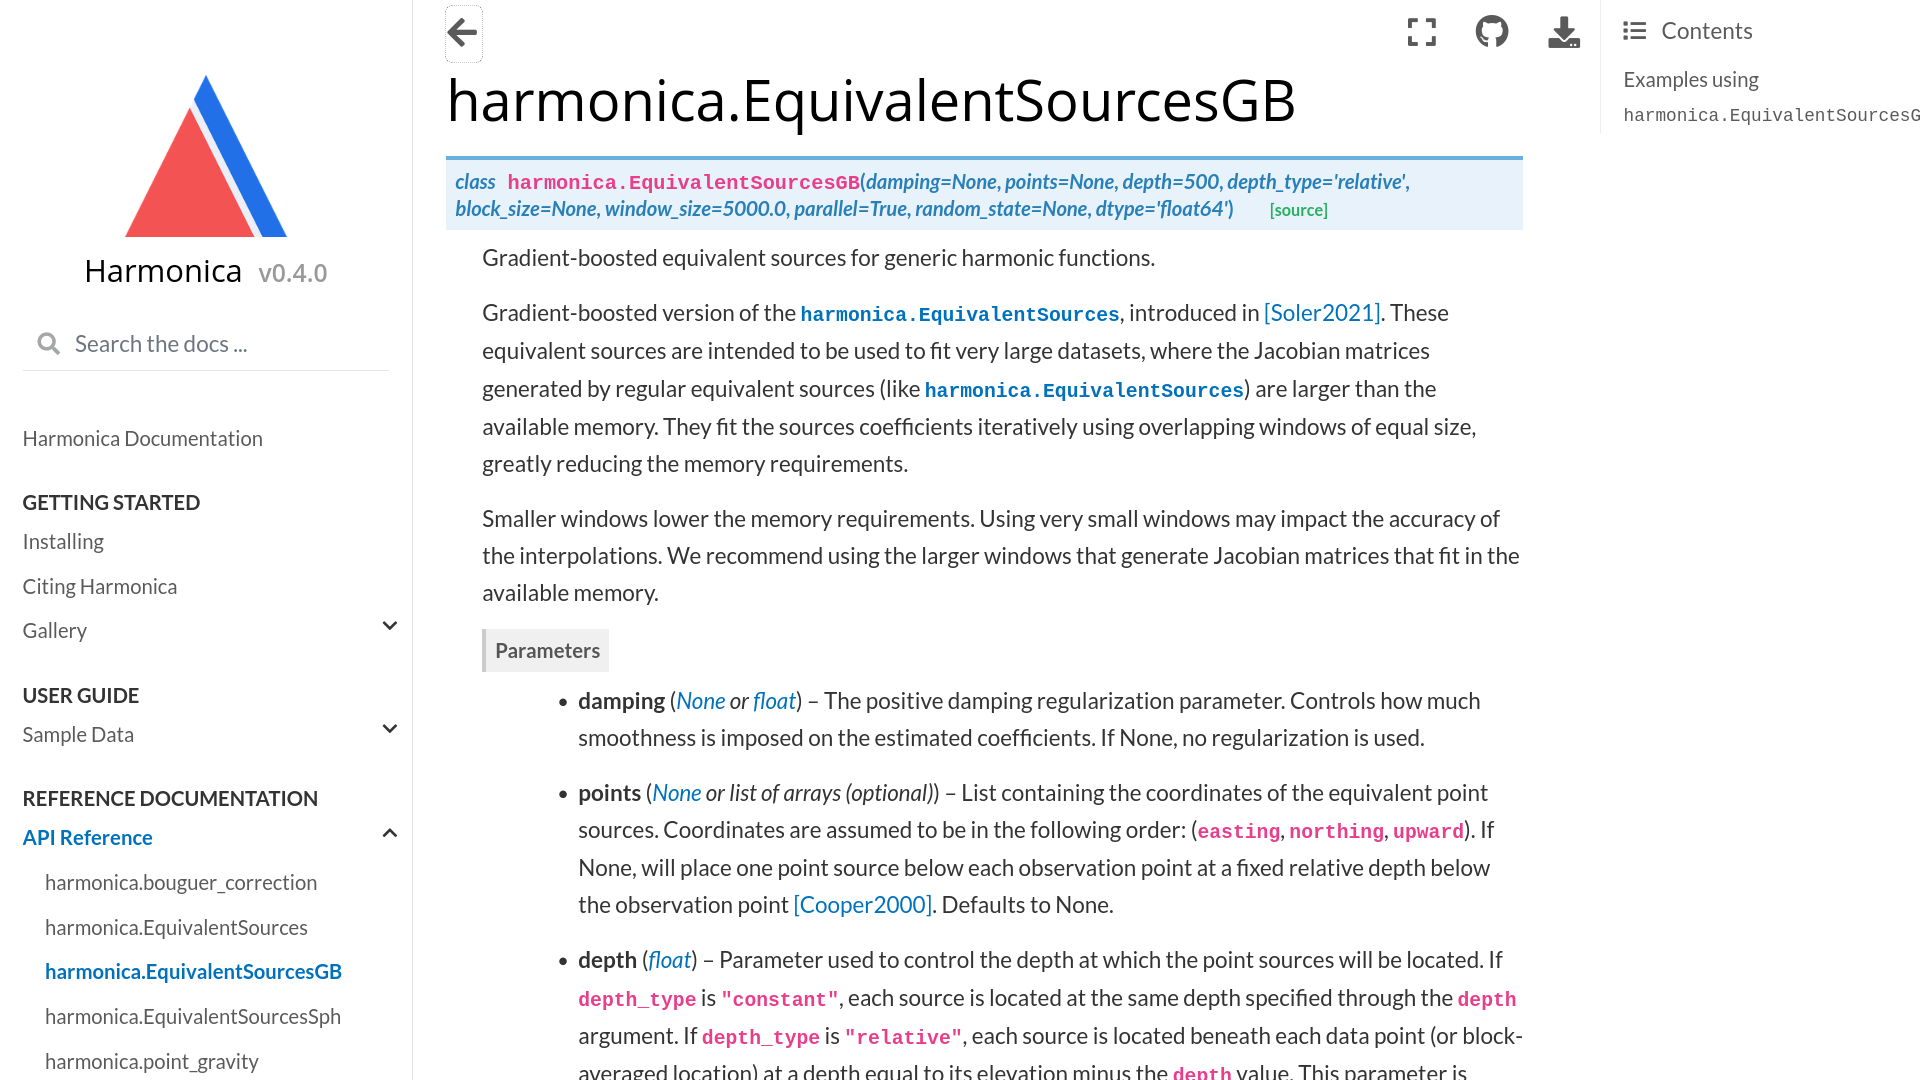 Harmonica v0.4.0
Search the docs ...
Harmonica Documentation
GETTING STARTED
Installing
Citing Harmonica
Gallery
USER GUIDE
Sample Data
REFERENCE DOCUMENTATION
API Reference
harmonica.bouguer_correction
harmonica.EquivalentSources
harmonica.EquivalentSourcesGB
harmonica.EquivalentSourcesSph
harmonica.point_gravity
harmonica.EquivalentSourcesGB
class harmonica.EquivalentSourcesGB(damping=None, points=None, depth=500, depth_type='relative',
block_size=None, window_size=5000.0, parallel=True, random_state=None, dtype='float64') [source]
Gradient-boosted equivalent sources for generic harmonic functions.
Gradient-boosted version of the harmonica.EquivalentSources, introduced in [Soler2021]. These
equivalent sources are intended to be used to fit very large datasets, where the Jacobian matrices
generated by regular equivalent sources (like harmonica.EquivalentSources) are larger than the
available memory. They fit the sources coefficients iteratively using overlapping windows of equal size,
greatly reducing the memory requirements.
Smaller windows lower the memory requirements. Using very small windows may impact the accuracy of
the interpolations. We recommend using the larger windows that generate Jacobian matrices that fit in the
available memory.
Parameters
• damping (None or float) – The positive damping regularization parameter. Controls how much
smoothness is imposed on the estimated coefficients. If None, no regularization is used.
• points (None or list of arrays (optional)) – List containing the coordinates of the equivalent point
sources. Coordinates are assumed to be in the following order: (easting, northing, upward). If
None, will place one point source below each observation point at a fixed relative depth below
the observation point [Cooper2000]. Defaults to None.
• depth (float) – Parameter used to control the depth at which the point sources will be located. If
depth_type is "constant", each source is located at the same depth specified through the depth
argument. If depth_type is "relative", each source is located beneath each data point (or block-
averaged location) at a depth equal to its elevation minus the depth value. This parameter is
Contents
Examples using
harmonica.EquivalentSourcesG